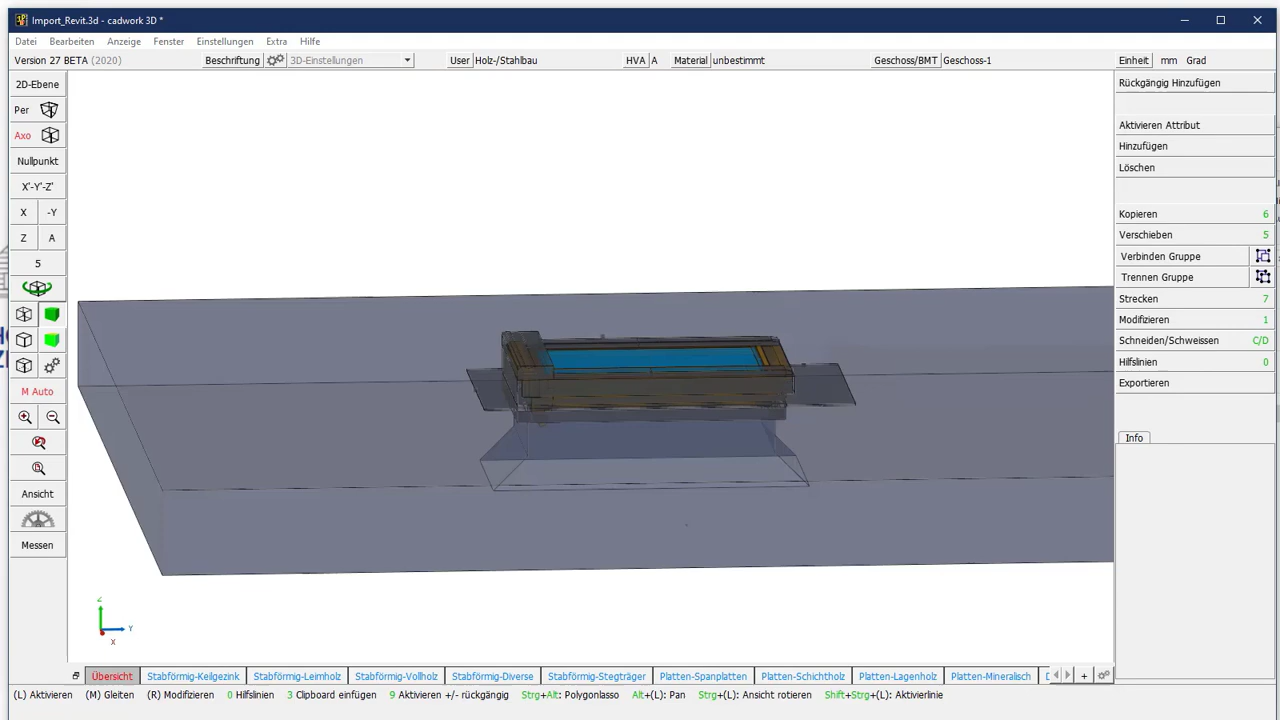 Import_Revit.3d - cadwork 3D *
Datei Bearbeiten Anzeige Fenster Einstellungen Extra Hilfe
Version 27 BETA (2020) Beschriftung 3D-Einstellungen User Holz-/Stahlbau HVA A Material unbestimmt Geschoss/BMT Geschoss-1 Einheit mm Grad
2D-Ebene
Per
Axo
Nullpunkt
X'-Y'-Z'
X -Y
Z A
5
M Auto
Ansicht
Messen
Rückgängig Hinzufügen
Aktivieren Attribut
Hinzufügen
Löschen
Kopieren 6
Verschieben 5
Verbinden Gruppe
Trennen Gruppe
Strecken 7
Modifizieren 1
Schneiden/Schweissen C/D
Hilfslinien 0
Exportieren
Info
Z
Y
X
Übersicht Stabförmig-Keilgezink Stabförmig-Leimholz Stabförmig-Vollholz Stabförmig-Diverse Stabförmig-Stegträger Platten-Spanplatten Platten-Schichtholz Platten-Lagenholz Platten-Mineralisch +
(L) Aktivieren (M) Gleiten (R) Modifizieren 0 Hilfslinien 3 Clipboard einfügen 9 Aktivieren +/- rückgängig Strg+Alt: Polygonlasso Alt+(L): Pan Strg+(L): Ansicht rotieren Shift+Strg+(L): Aktivierlinie